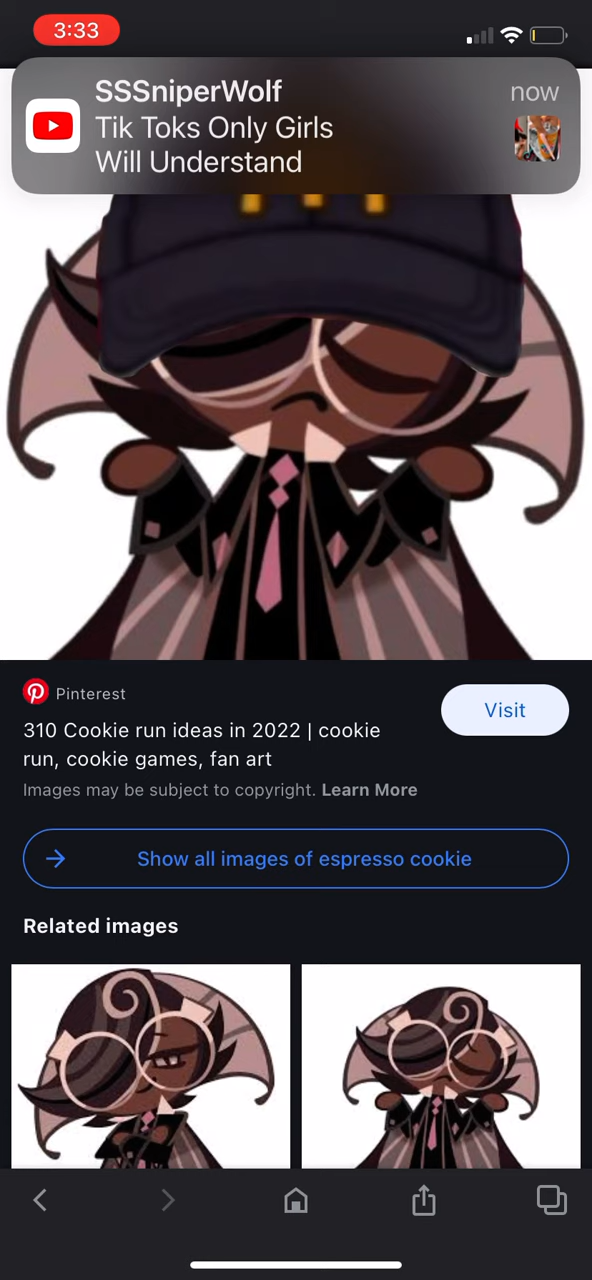 3:33
SSSniperWolf
now
Tik Toks Only Girls
Will Understand
Pinterest
Visit
310 Cookie run ideas in 2022 | cookie
run, cookie games, fan art
Images may be subject to copyright. Learn More
Show all images of espresso cookie
Related images